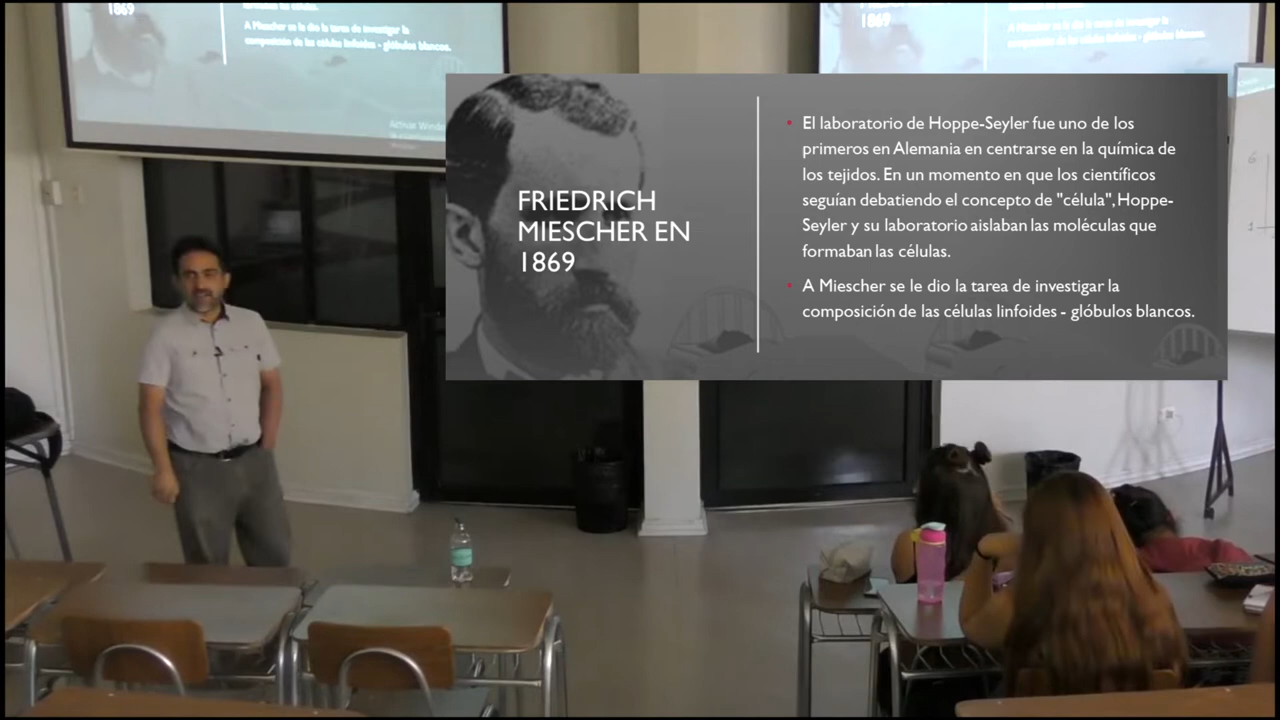 1869
A Miescher se le dio la tarea de investigar la
composición de las células linfoides - glóbulos blancos.
Activar Windo
1869
FRIEDRICH
MIESCHER EN
1869
• El laboratorio de Hoppe-Seyler fue uno de los
primeros en Alemania en centrarse en la química de
los tejidos. En un momento en que los científicos
seguían debatiendo el concepto de "célula", Hoppe-
Seyler y su laboratorio aislaban las moléculas que
formaban las células.
• A Miescher se le dio la tarea de investigar la
composición de las células linfoides - glóbulos blancos.